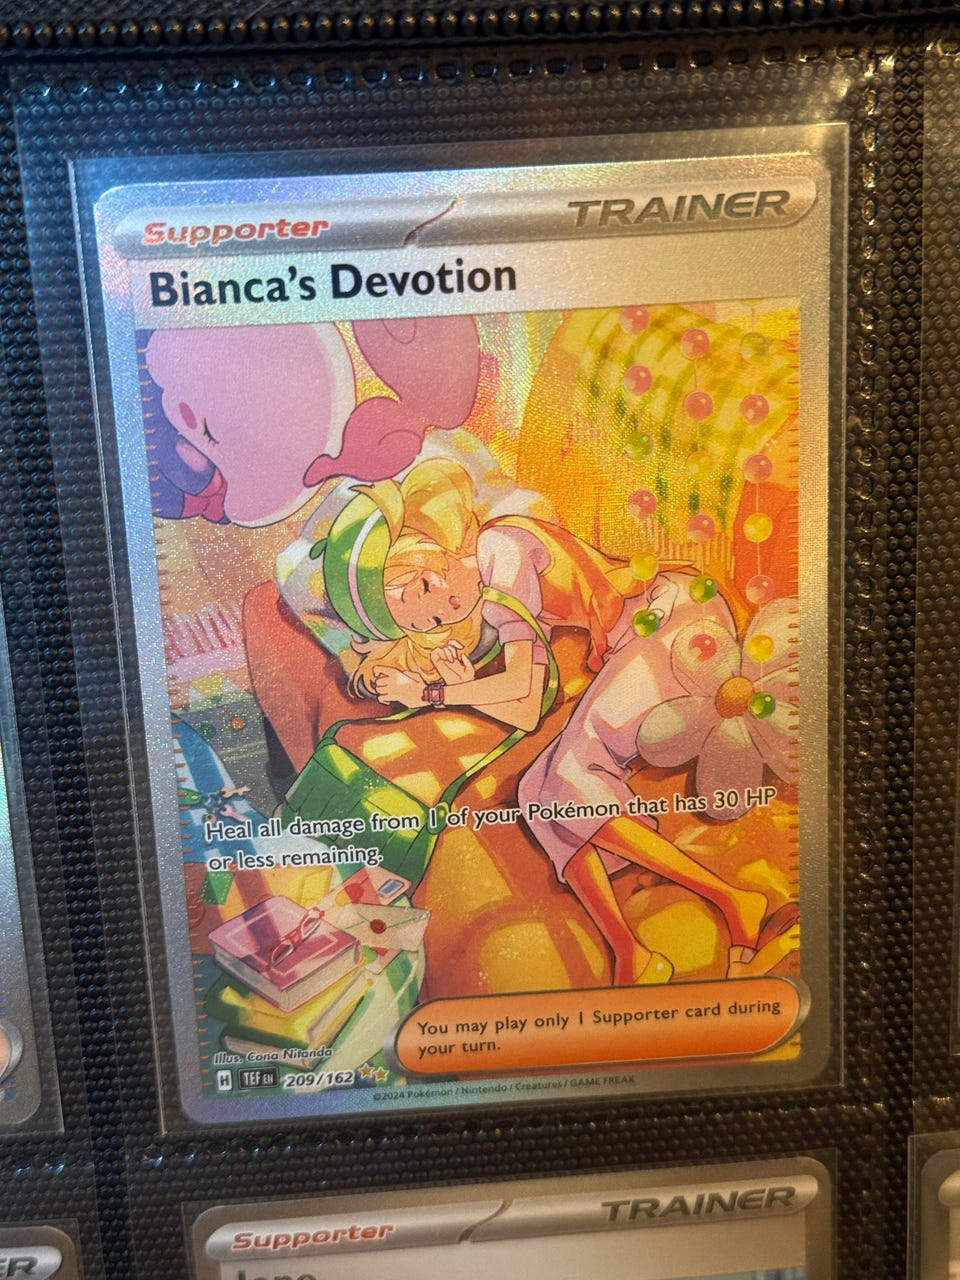 Supporter
TRAINER
Bianca's Devotion
Heal all damage from 1 of your Pokémon that has 30 HP
or less remaining.
You may play only 1 Supporter card during
your turn.
Illus. Cona Nitanda
H TEF EN 209/162
©2024 Pokémon / Nintendo / Creatures / GAME FREAK
Supporter
TRAINER
ER